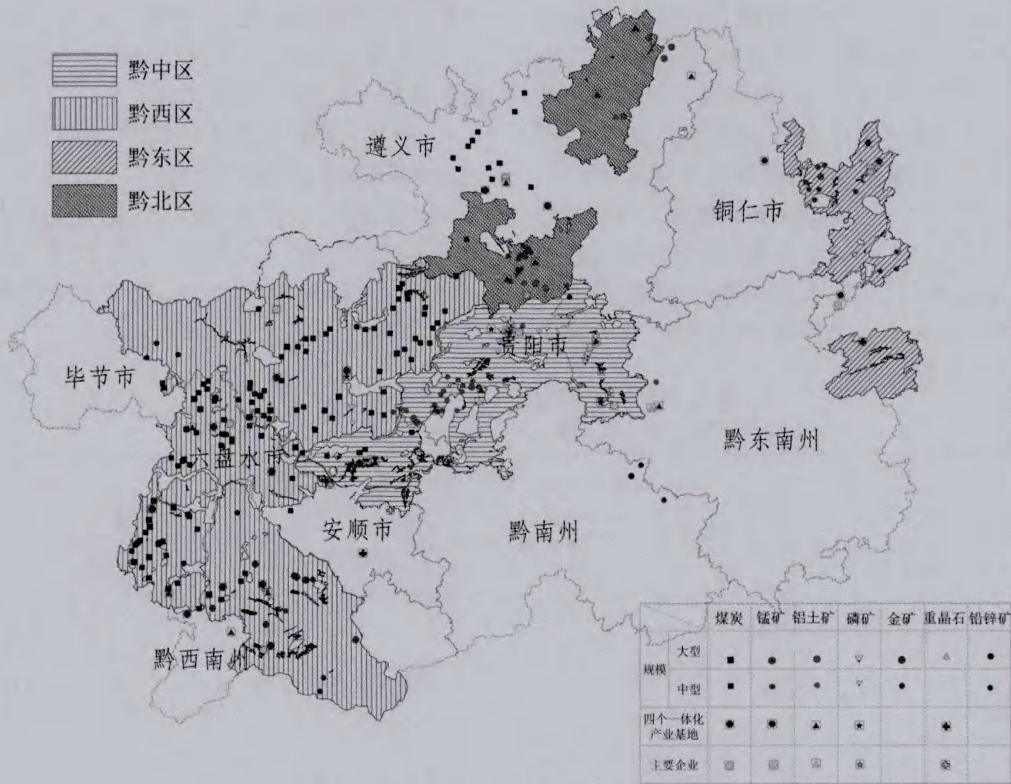 黔中区
黔西区
黔东区
黔北区
遵义市
铜仁市
贵阳市
毕节市
六盘水市
黔东南州
安顺市
黔南州
黔西南州
煤炭 锰矿 铝土矿 磷矿 金矿 重晶石 铅锌矿
规模
大型
中型
四个一体化
产业基地
主要企业